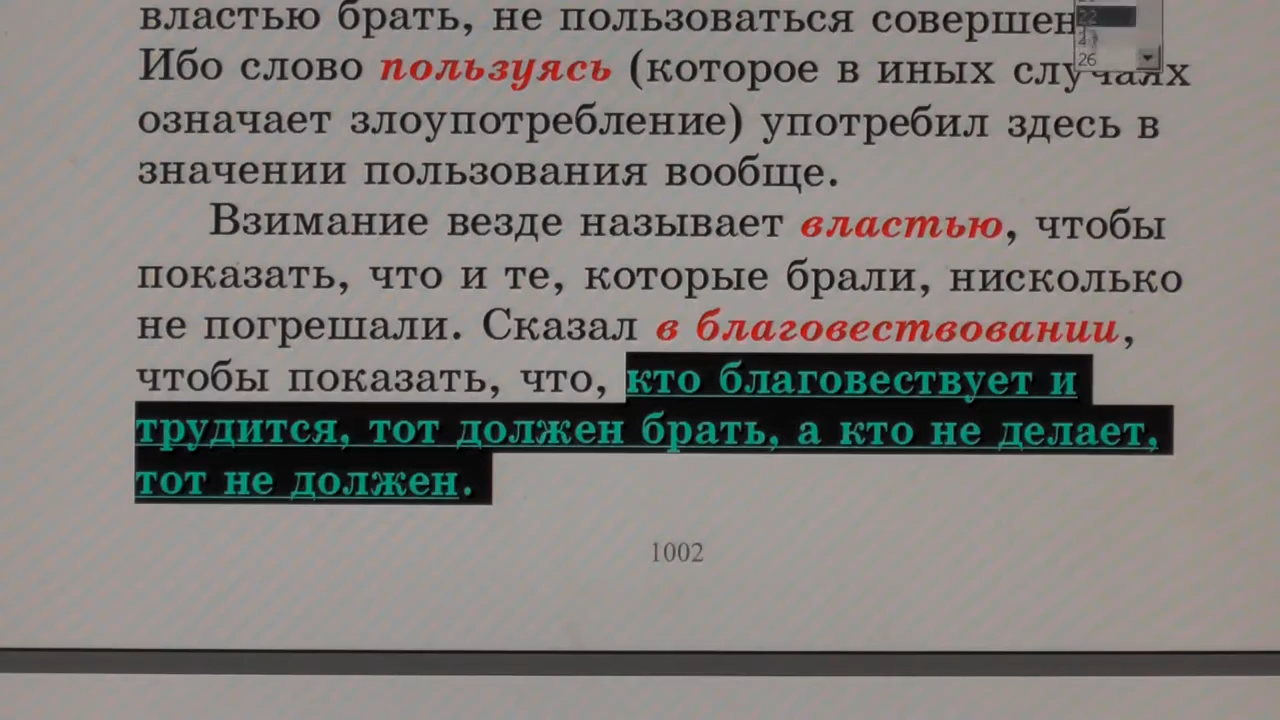 властью брать, не пользоваться
Ибо слово пользуясь (которое в иных случаях
означает злоупотребление) употребил здесь в
значении пользования вообще.
Взимание везде называет властью, чтобы
показать, что и те, которые брали, нисколько
не погрешали. Сказал в благовествовании,
чтобы показать, что, кто благовествует и
трудится, тот должен брать, а кто не делает,
тот не должен.
1002
22
26